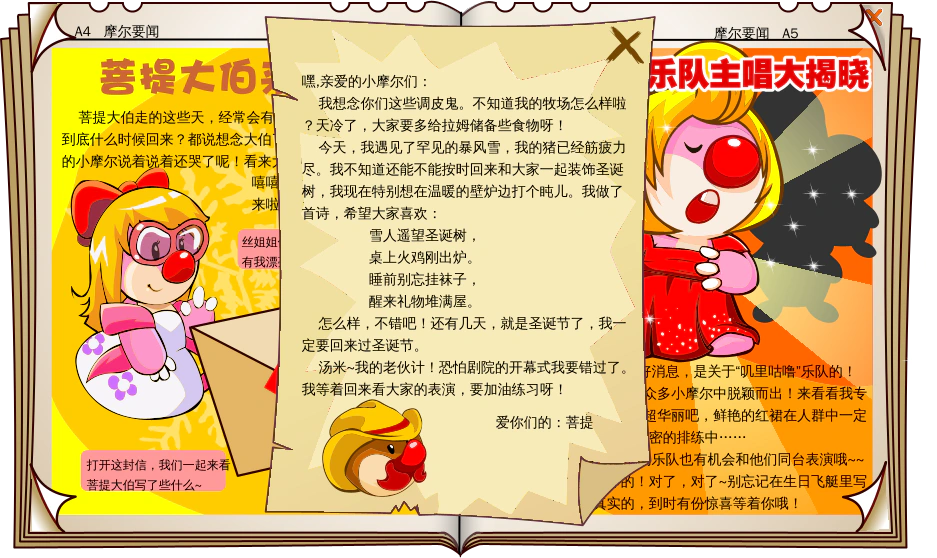 A4 摩尔要闻
菩提大伯
菩提大伯走的这些天，经常会有
到底什么时候回来？都说想念大伯
的小摩尔说着说着还哭了呢！看来
嘻嘻
来啦
丝姐姐
有我漂
打开这封信，我们一起来看
菩提大伯写了些什么~
嘿,亲爱的小摩尔们：
我想念你们这些调皮鬼。不知道我的牧场怎么样啦
？天冷了，大家要多给拉姆储备些食物呀！
今天，我遇见了罕见的暴风雪，我的猪已经筋疲力
尽。我不知道还能不能按时回来和大家一起装饰圣诞
树，我现在特别想在温暖的壁炉边打个盹儿。我做了
首诗，希望大家喜欢：
雪人遥望圣诞树，
桌上火鸡刚出炉。
睡前别忘挂袜子，
醒来礼物堆满屋。
怎么样，不错吧！还有几天，就是圣诞节了，我一
定要回来过圣诞节。
汤米~我的老伙计！恐怕剧院的开幕式我要错过了。
我等着回来看大家的表演，要加油练习呀！
爱你们的：菩提
摩尔要闻 A5
乐队主唱大揭晓
好消息，是关于“叽里咕噜”乐队的！
众多小摩尔中脱颖而出！来看看我专
超华丽吧，鲜艳的红裙在人群中一定
密的排练中……
乐队也有机会和他们同台表演哦~~
的！对了，对了~别忘记在生日飞艇里写
真实的，到时有份惊喜等着你哦！